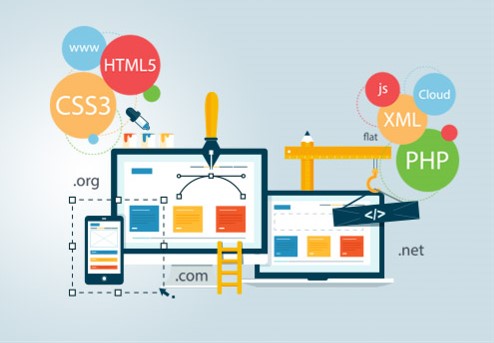 www
HTML5
CSS3
js
Cloud
XML
flat
PHP
.org
</>
.net
.com